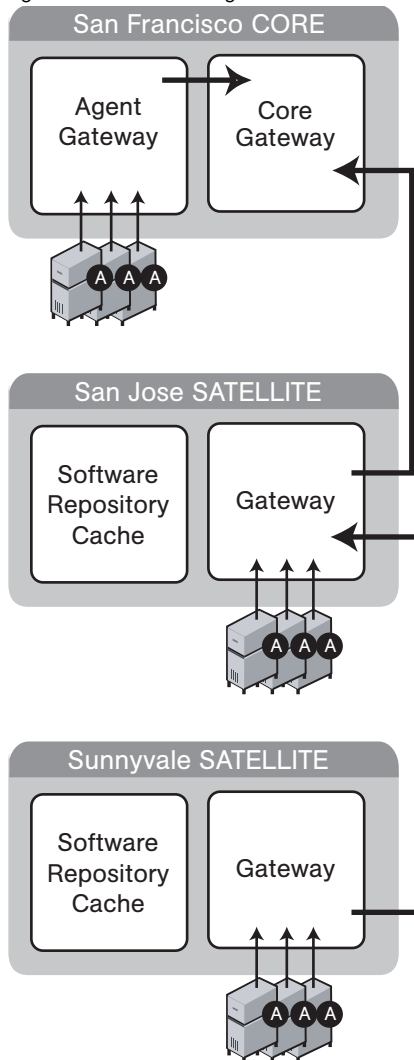 San Francisco CORE
Agent
Gateway
Core
Gateway
A A A
San Jose SATELLITE
Software
Repository
Cache
Gateway
A A A
Sunnyvale SATELLITE
Software
Repository
Cache
Gateway
A A A